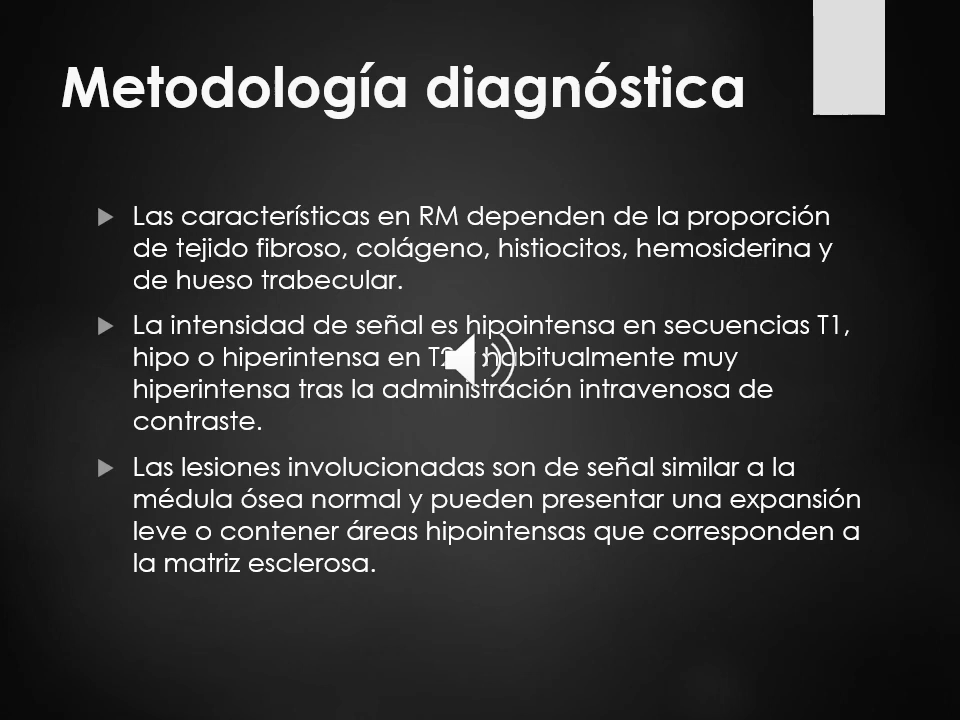 Metodología diagnóstica
Las características en RM dependen de la proporción
de tejido fibroso, colágeno, histiocitos, hemosiderina y
de hueso trabecular.
La intensidad de señal es hipointensa en secuencias T1,
hipo o hiperintensa en T2 habitualmente muy
hiperintensa tras la administración intravenosa de
contraste.
Las lesiones involucionadas son de señal similar a la
médula ósea normal y pueden presentar una expansión
leve o contener áreas hipointensas que corresponden a
la matriz esclerosa.